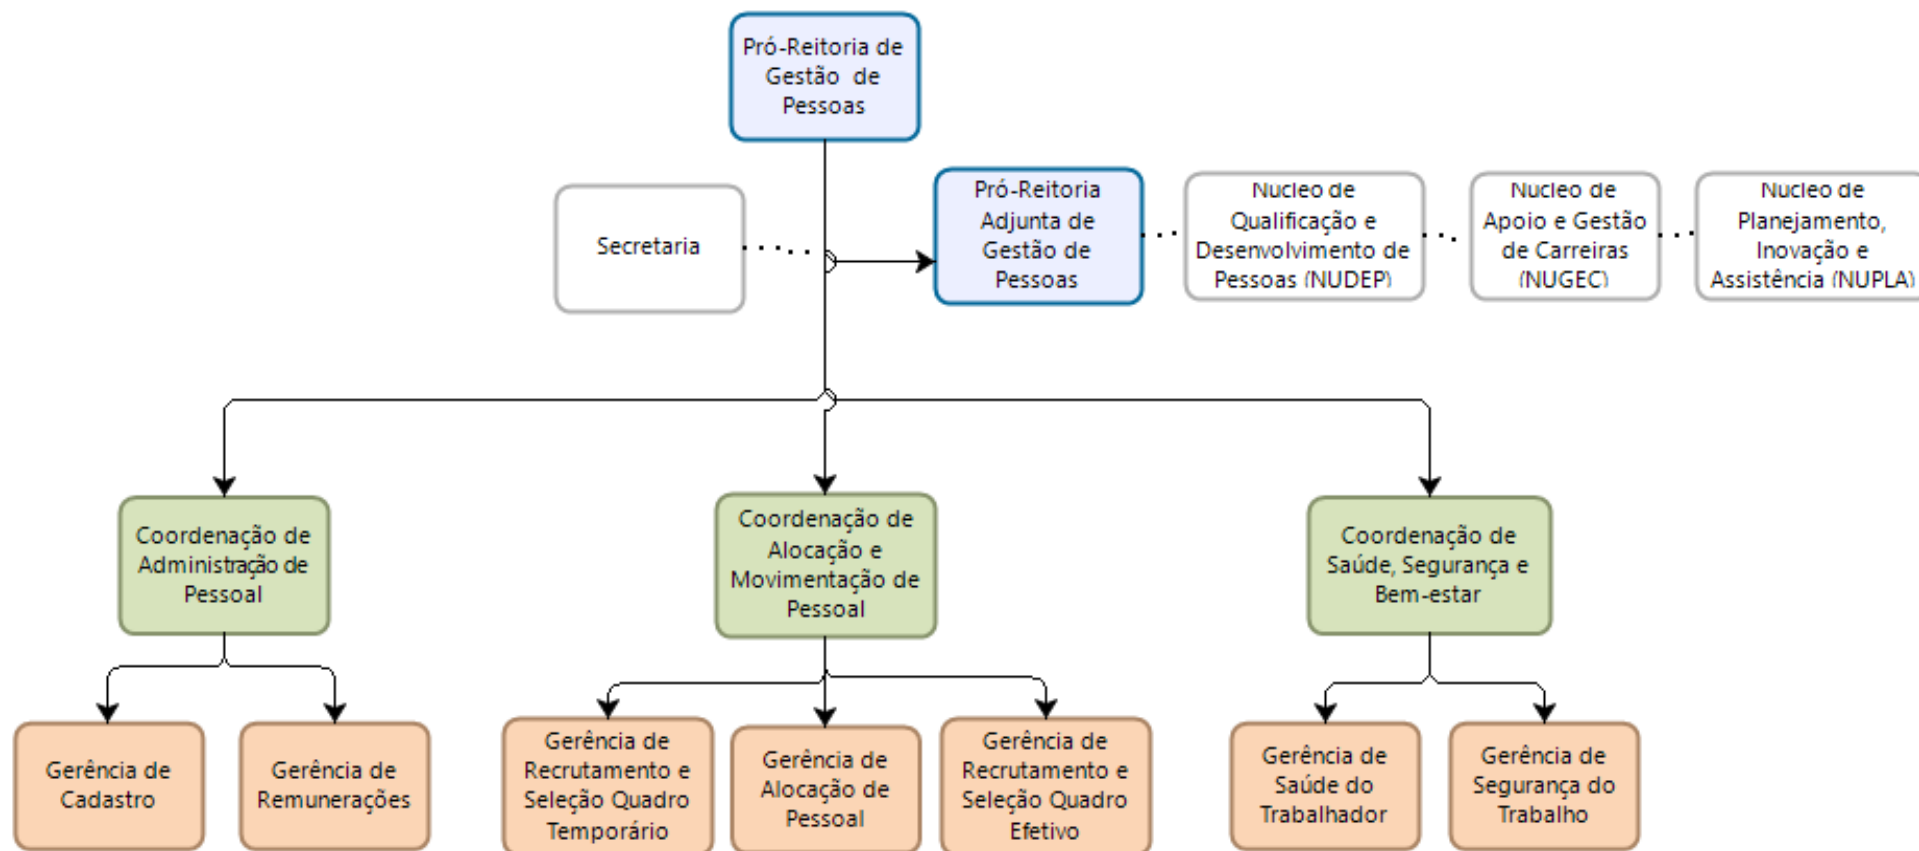 Pró-Reitoria de
Gestão de
Pessoas
Secretaria
Pró-Reitoria
Adjunta de
Gestão de
Pessoas
Nucleo de
Qualificação e
Desenvolvimento de
Pessoas (NUDEP)
Nucleo de
Apoio e Gestão
de Carreiras
(NUGEC)
Nucleo de
Planejamento,
Inovação e
Assistência (NUPLA)
Coordenação de
Administração de
Pessoal
Coordenação de
Alocação e
Movimentação de
Pessoal
Coordenação de
Saúde, Segurança e
Bem-estar
Gerência de
Cadastro
Gerência de
Remunerações
Gerência de
Recrutamento e
Seleção Quadro
Temporário
Gerência de
Alocação de
Pessoal
Gerência de
Recrutamento e
Seleção Quadro
Efetivo
Gerência de
Saúde do
Trabalhador
Gerência de
Segurança do
Trabalho